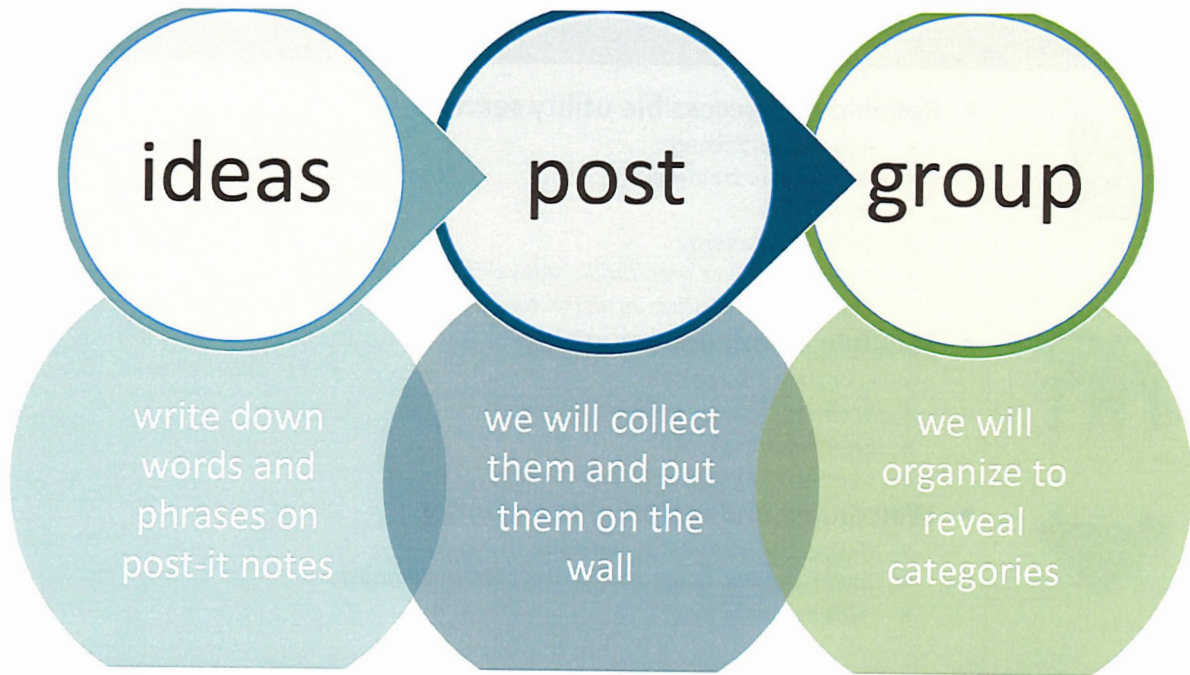 ideas
write down
words and
phrases on
post-it notes
post
we will collect
them and put
them on the
wall
group
we will
organize to
reveal
categories